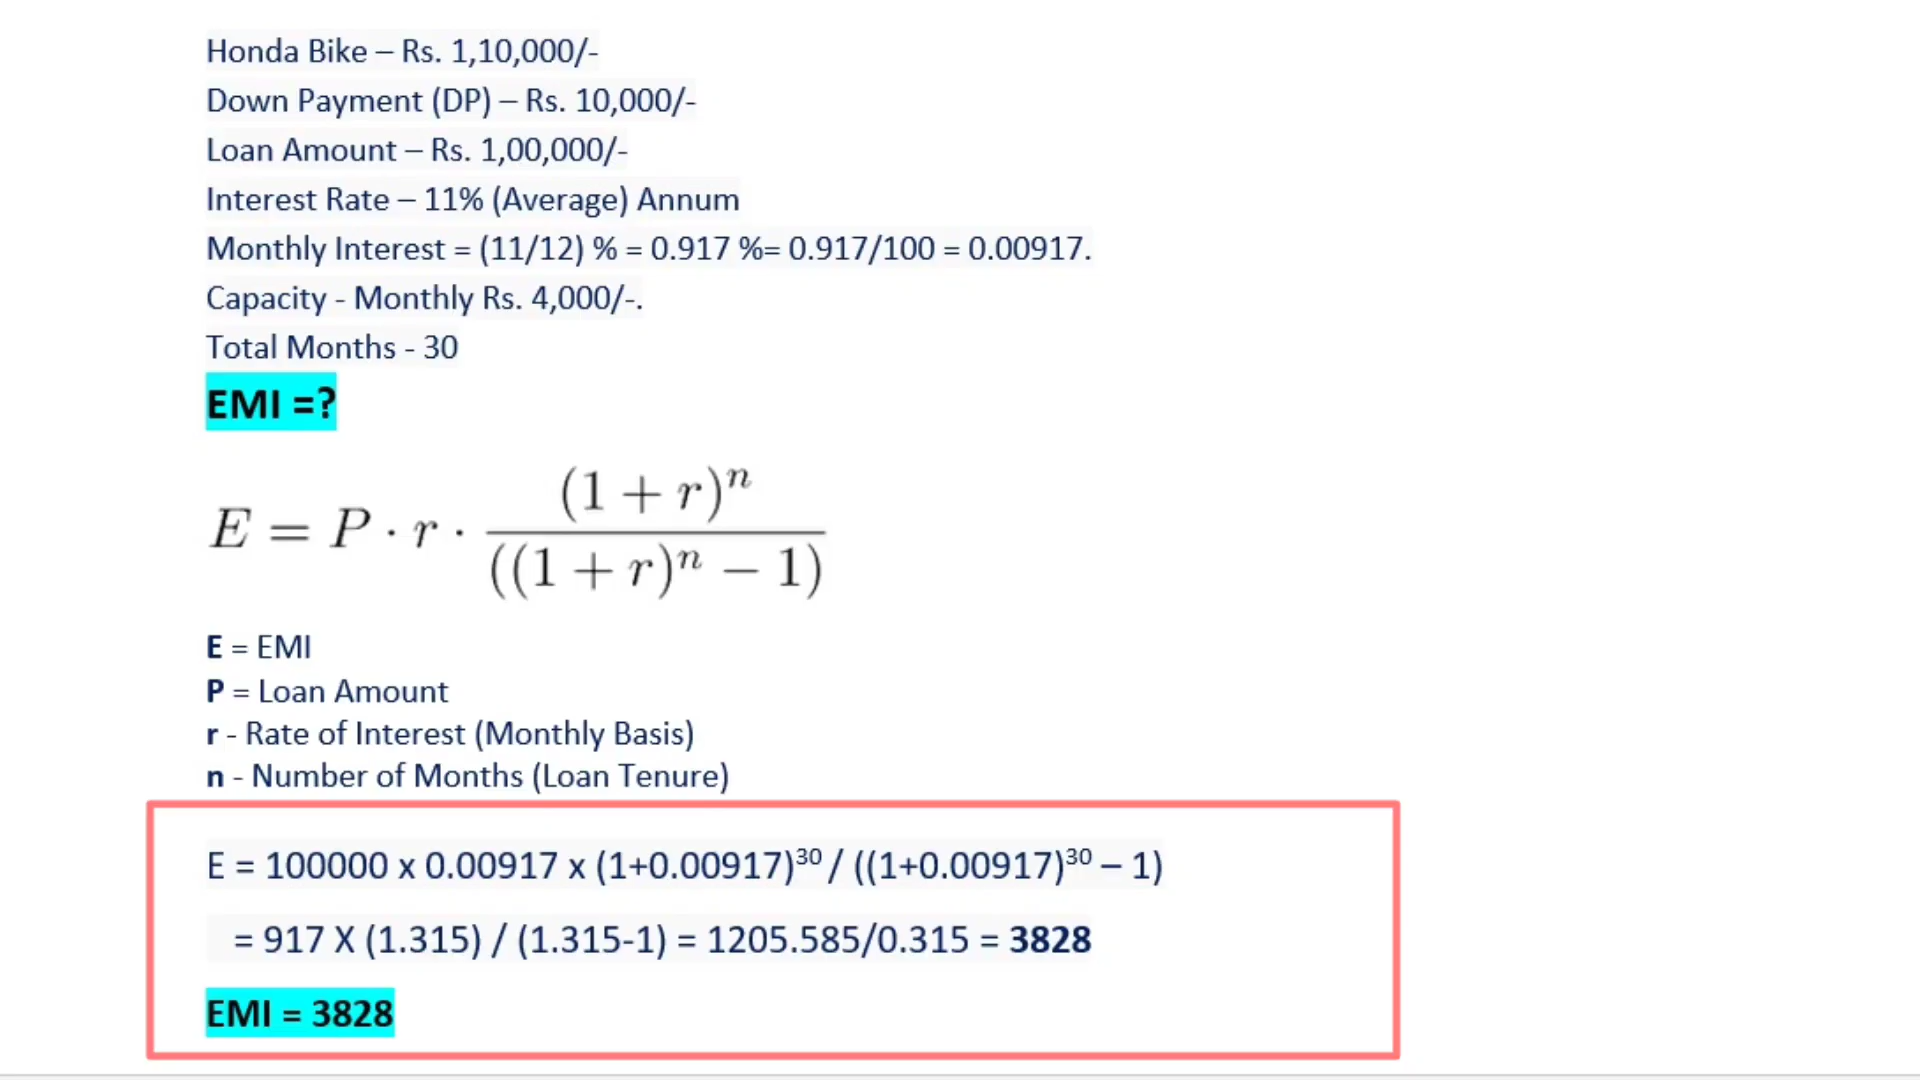 Honda Bike – Rs. 1,10,000/-
Down Payment (DP) – Rs. 10,000/-
Loan Amount – Rs. 1,00,000/-
Interest Rate – 11% (Average) Annum
Monthly Interest = (11/12) % = 0.917 %= 0.917/100 = 0.00917.
Capacity - Monthly Rs. 4,000/-.
Total Months - 30
EMI =?
E = P · r · (1 + r)ⁿ / ((1 + r)ⁿ − 1)
E = EMI
P = Loan Amount
r - Rate of Interest (Monthly Basis)
n - Number of Months (Loan Tenure)
E = 100000 x 0.00917 x (1+0.00917)³⁰ / ((1+0.00917)³⁰ – 1)
= 917 X (1.315) / (1.315-1) = 1205.585/0.315 = 3828
EMI = 3828